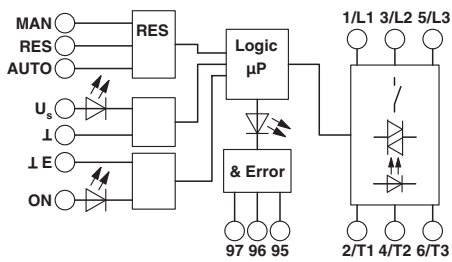 MAN
RES
AUTO
RES
Us
⊥
⊥ E
ON
Logic
µP
& Error
97 96 95
1/L1 3/L2 5/L3
2/T1 4/T2 6/T3